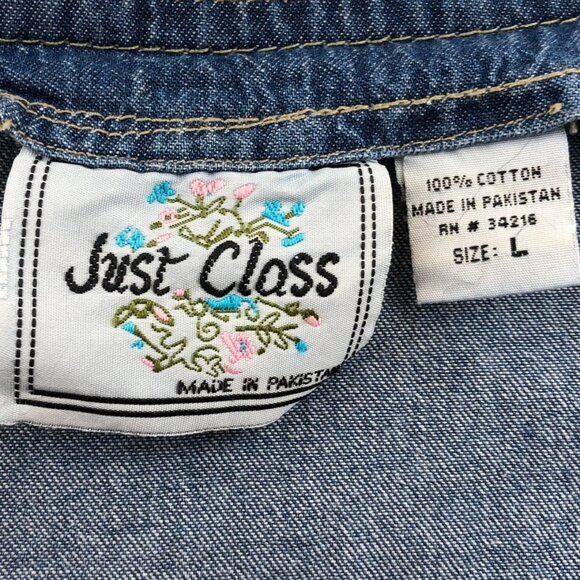 Just Class
MADE IN PAKISTAN
100% COTTON
MADE IN PAKISTAN
RN # 34216
SIZE: L